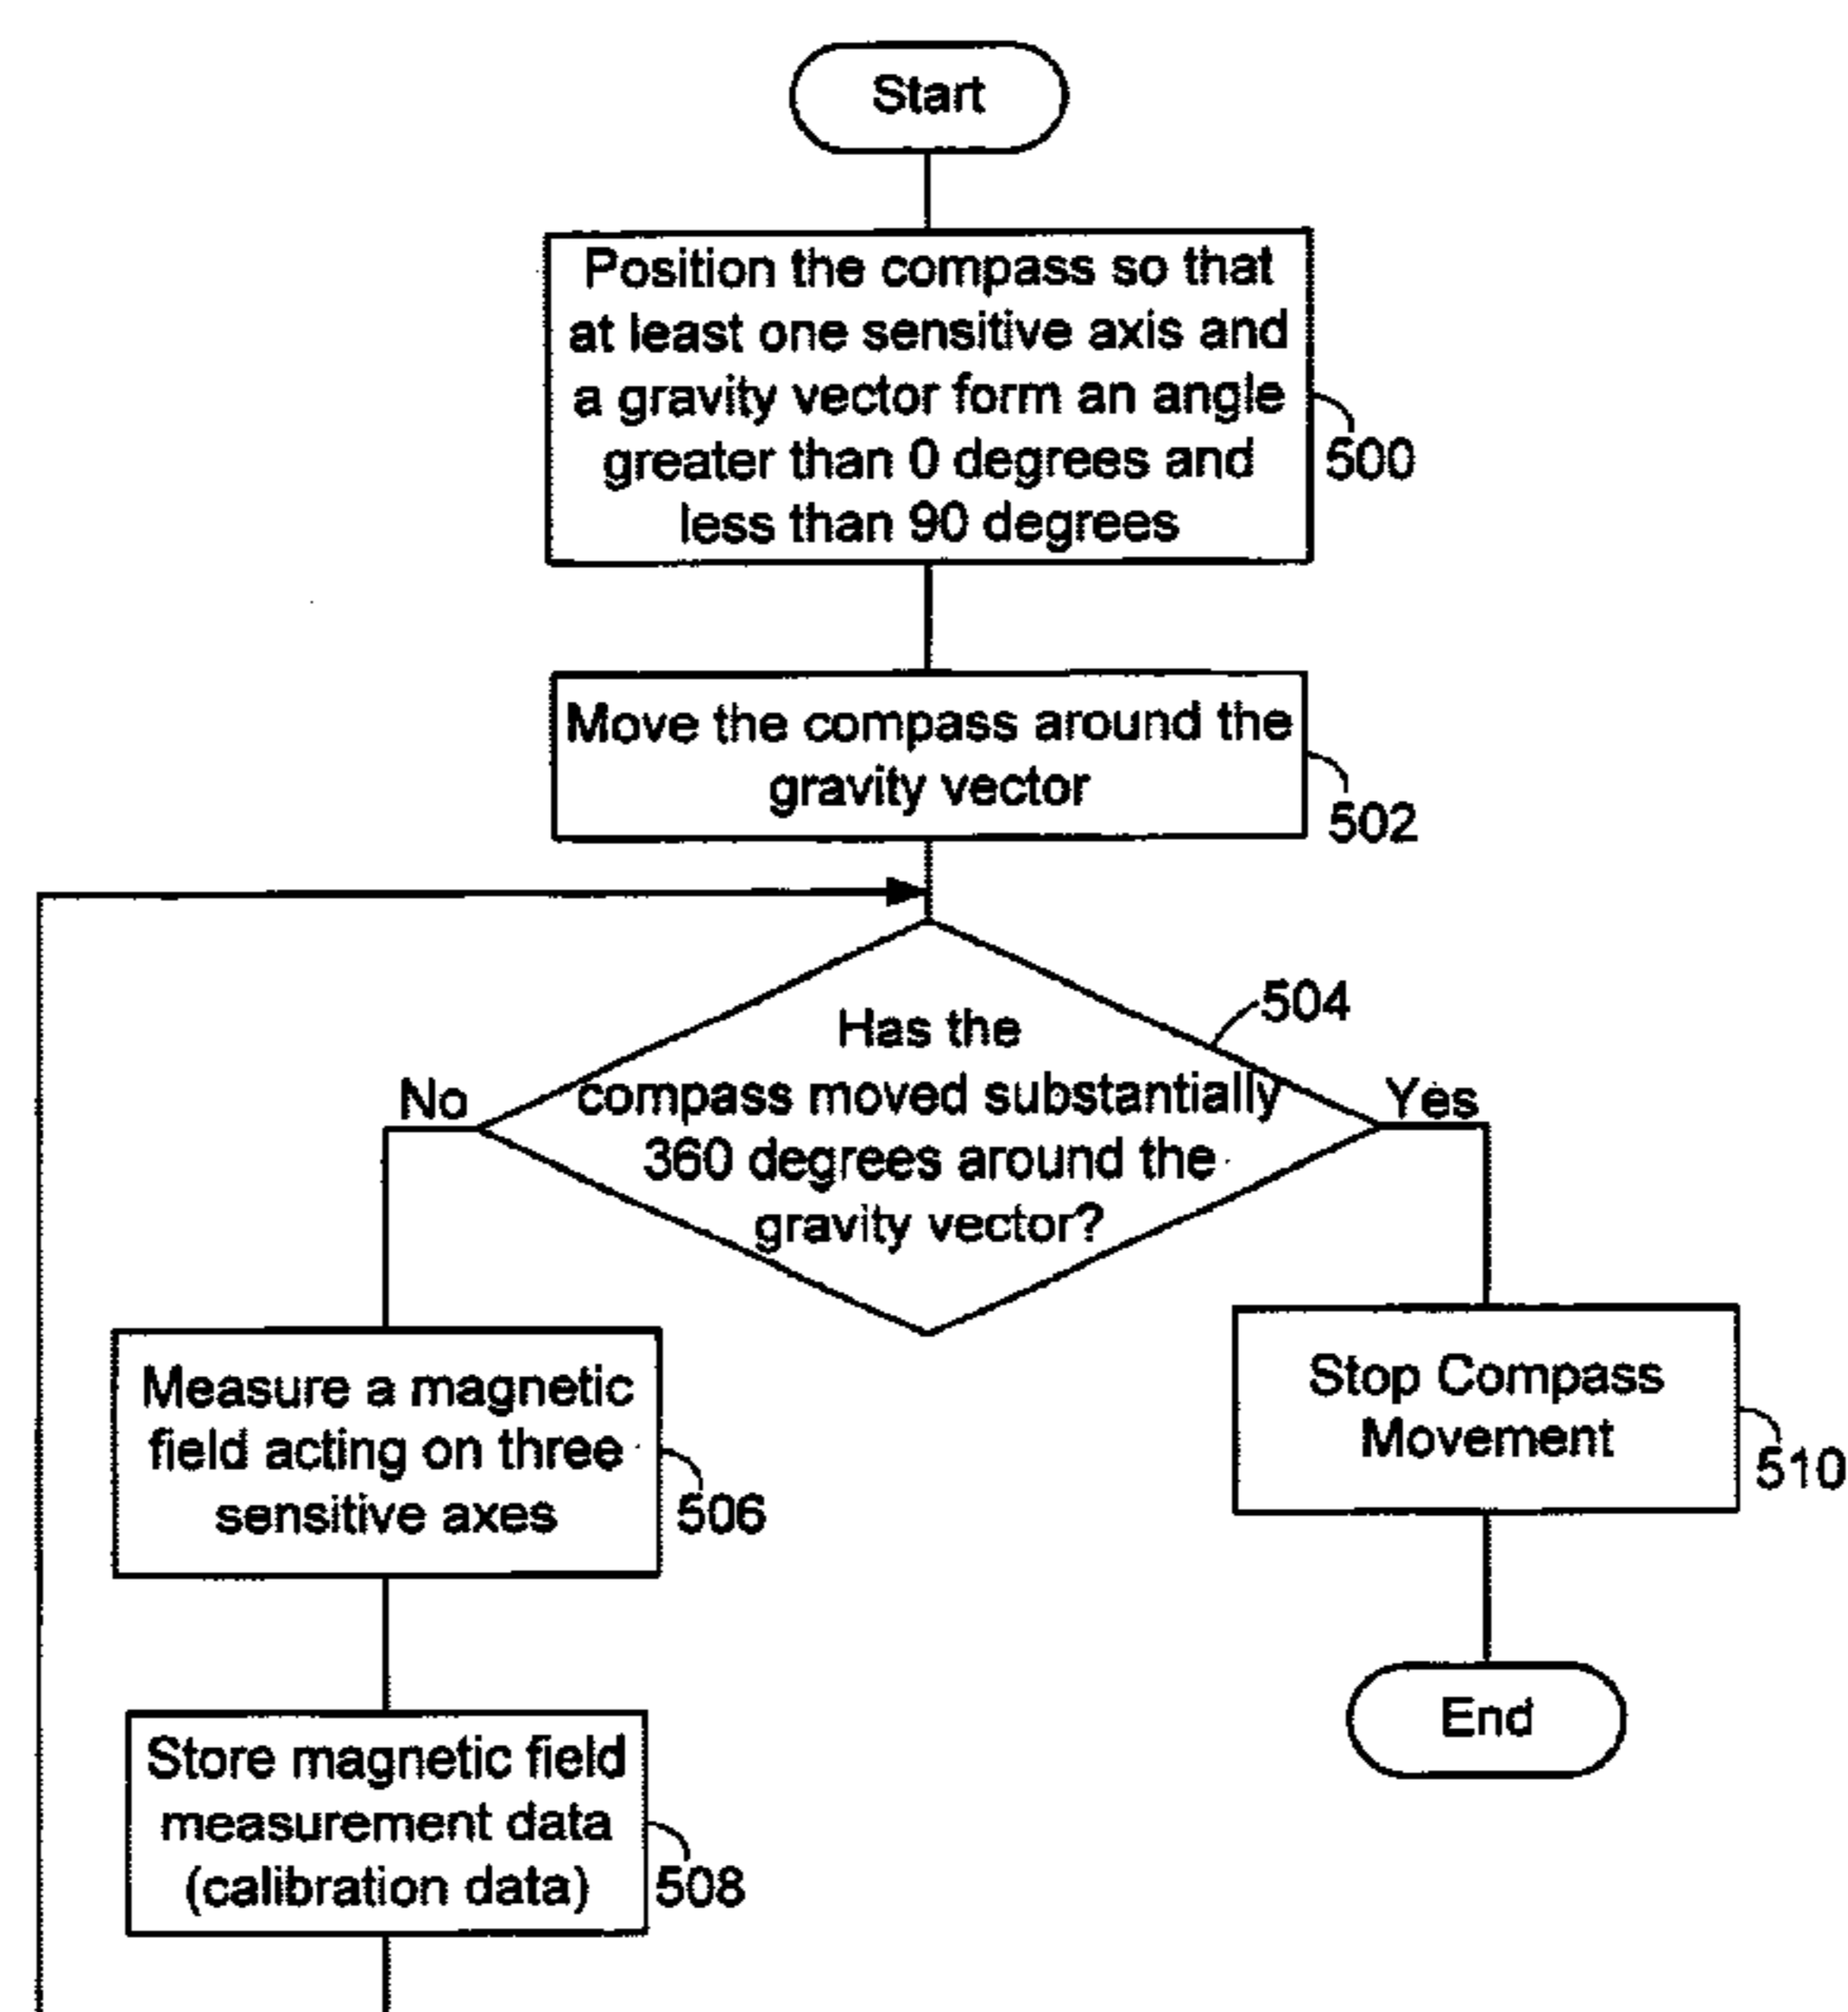 Start
Position the compass so that
at least one sensitive axis and
a gravity vector form an angle
greater than 0 degrees and
less than 90 degrees
500
Move the compass around the
gravity vector
502
504
Has the
compass moved substantially
360 degrees around the
gravity vector?
No
Yes
Measure a magnetic
field acting on three
sensitive axes
506
Stop Compass
Movement
510
Store magnetic field
measurement data
(calibration data)
508
End